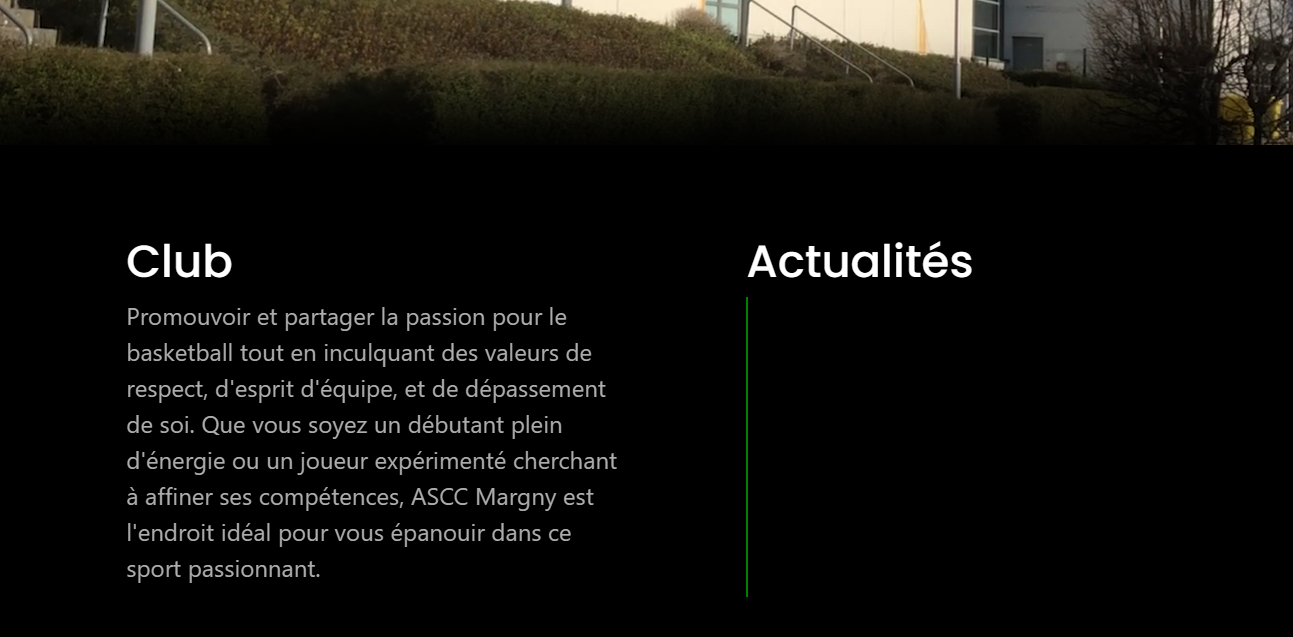 Club
Promouvoir et partager la passion pour le
basketball tout en inculquant des valeurs de
respect, d'esprit d'équipe, et de dépassement
de soi. Que vous soyez un débutant plein
d'énergie ou un joueur expérimenté cherchant
à affiner ses compétences, ASCC Margny est
l'endroit idéal pour vous épanouir dans ce
sport passionnant.
Actualités